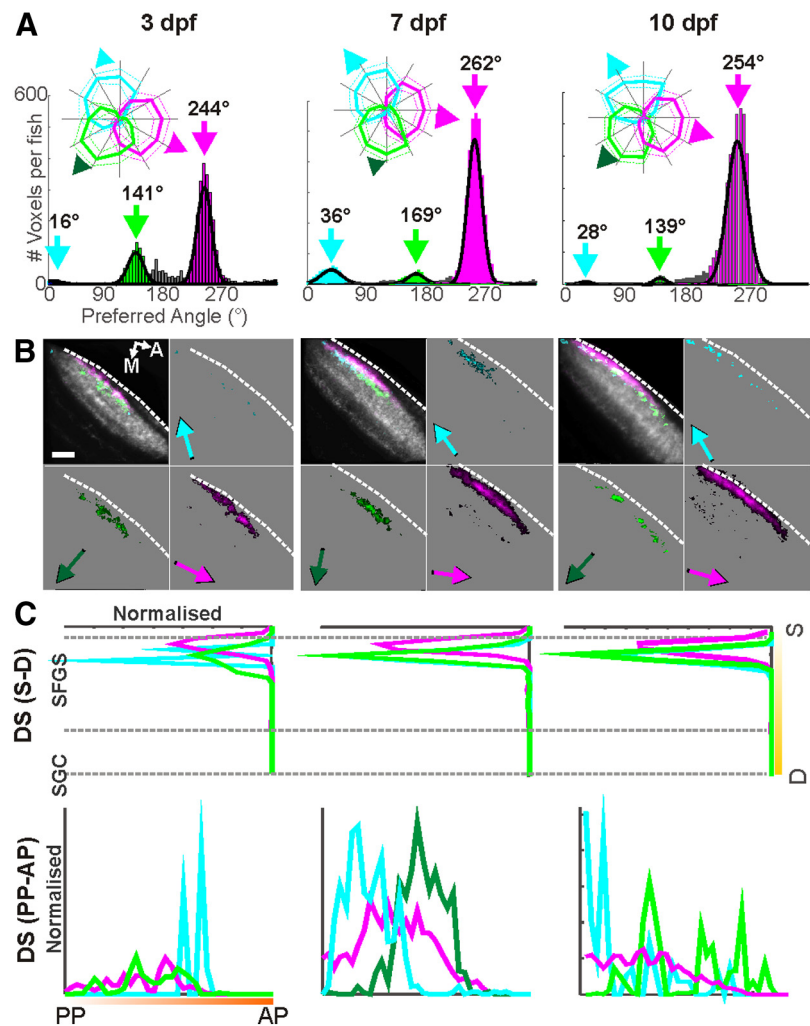 A
3 dpf
7 dpf
10 dpf
# Voxels per fish
600
0
16°
141°
244°
36°
169°
262°
28°
139°
254°
0 90 180 270
0 90 180 270
0 90 180 270
Preferred Angle (°)
B
M A
C
Normalised
DS (S-D)
SFGS
SGC
S
D
DS (PP-AP)
Normalised
PP AP